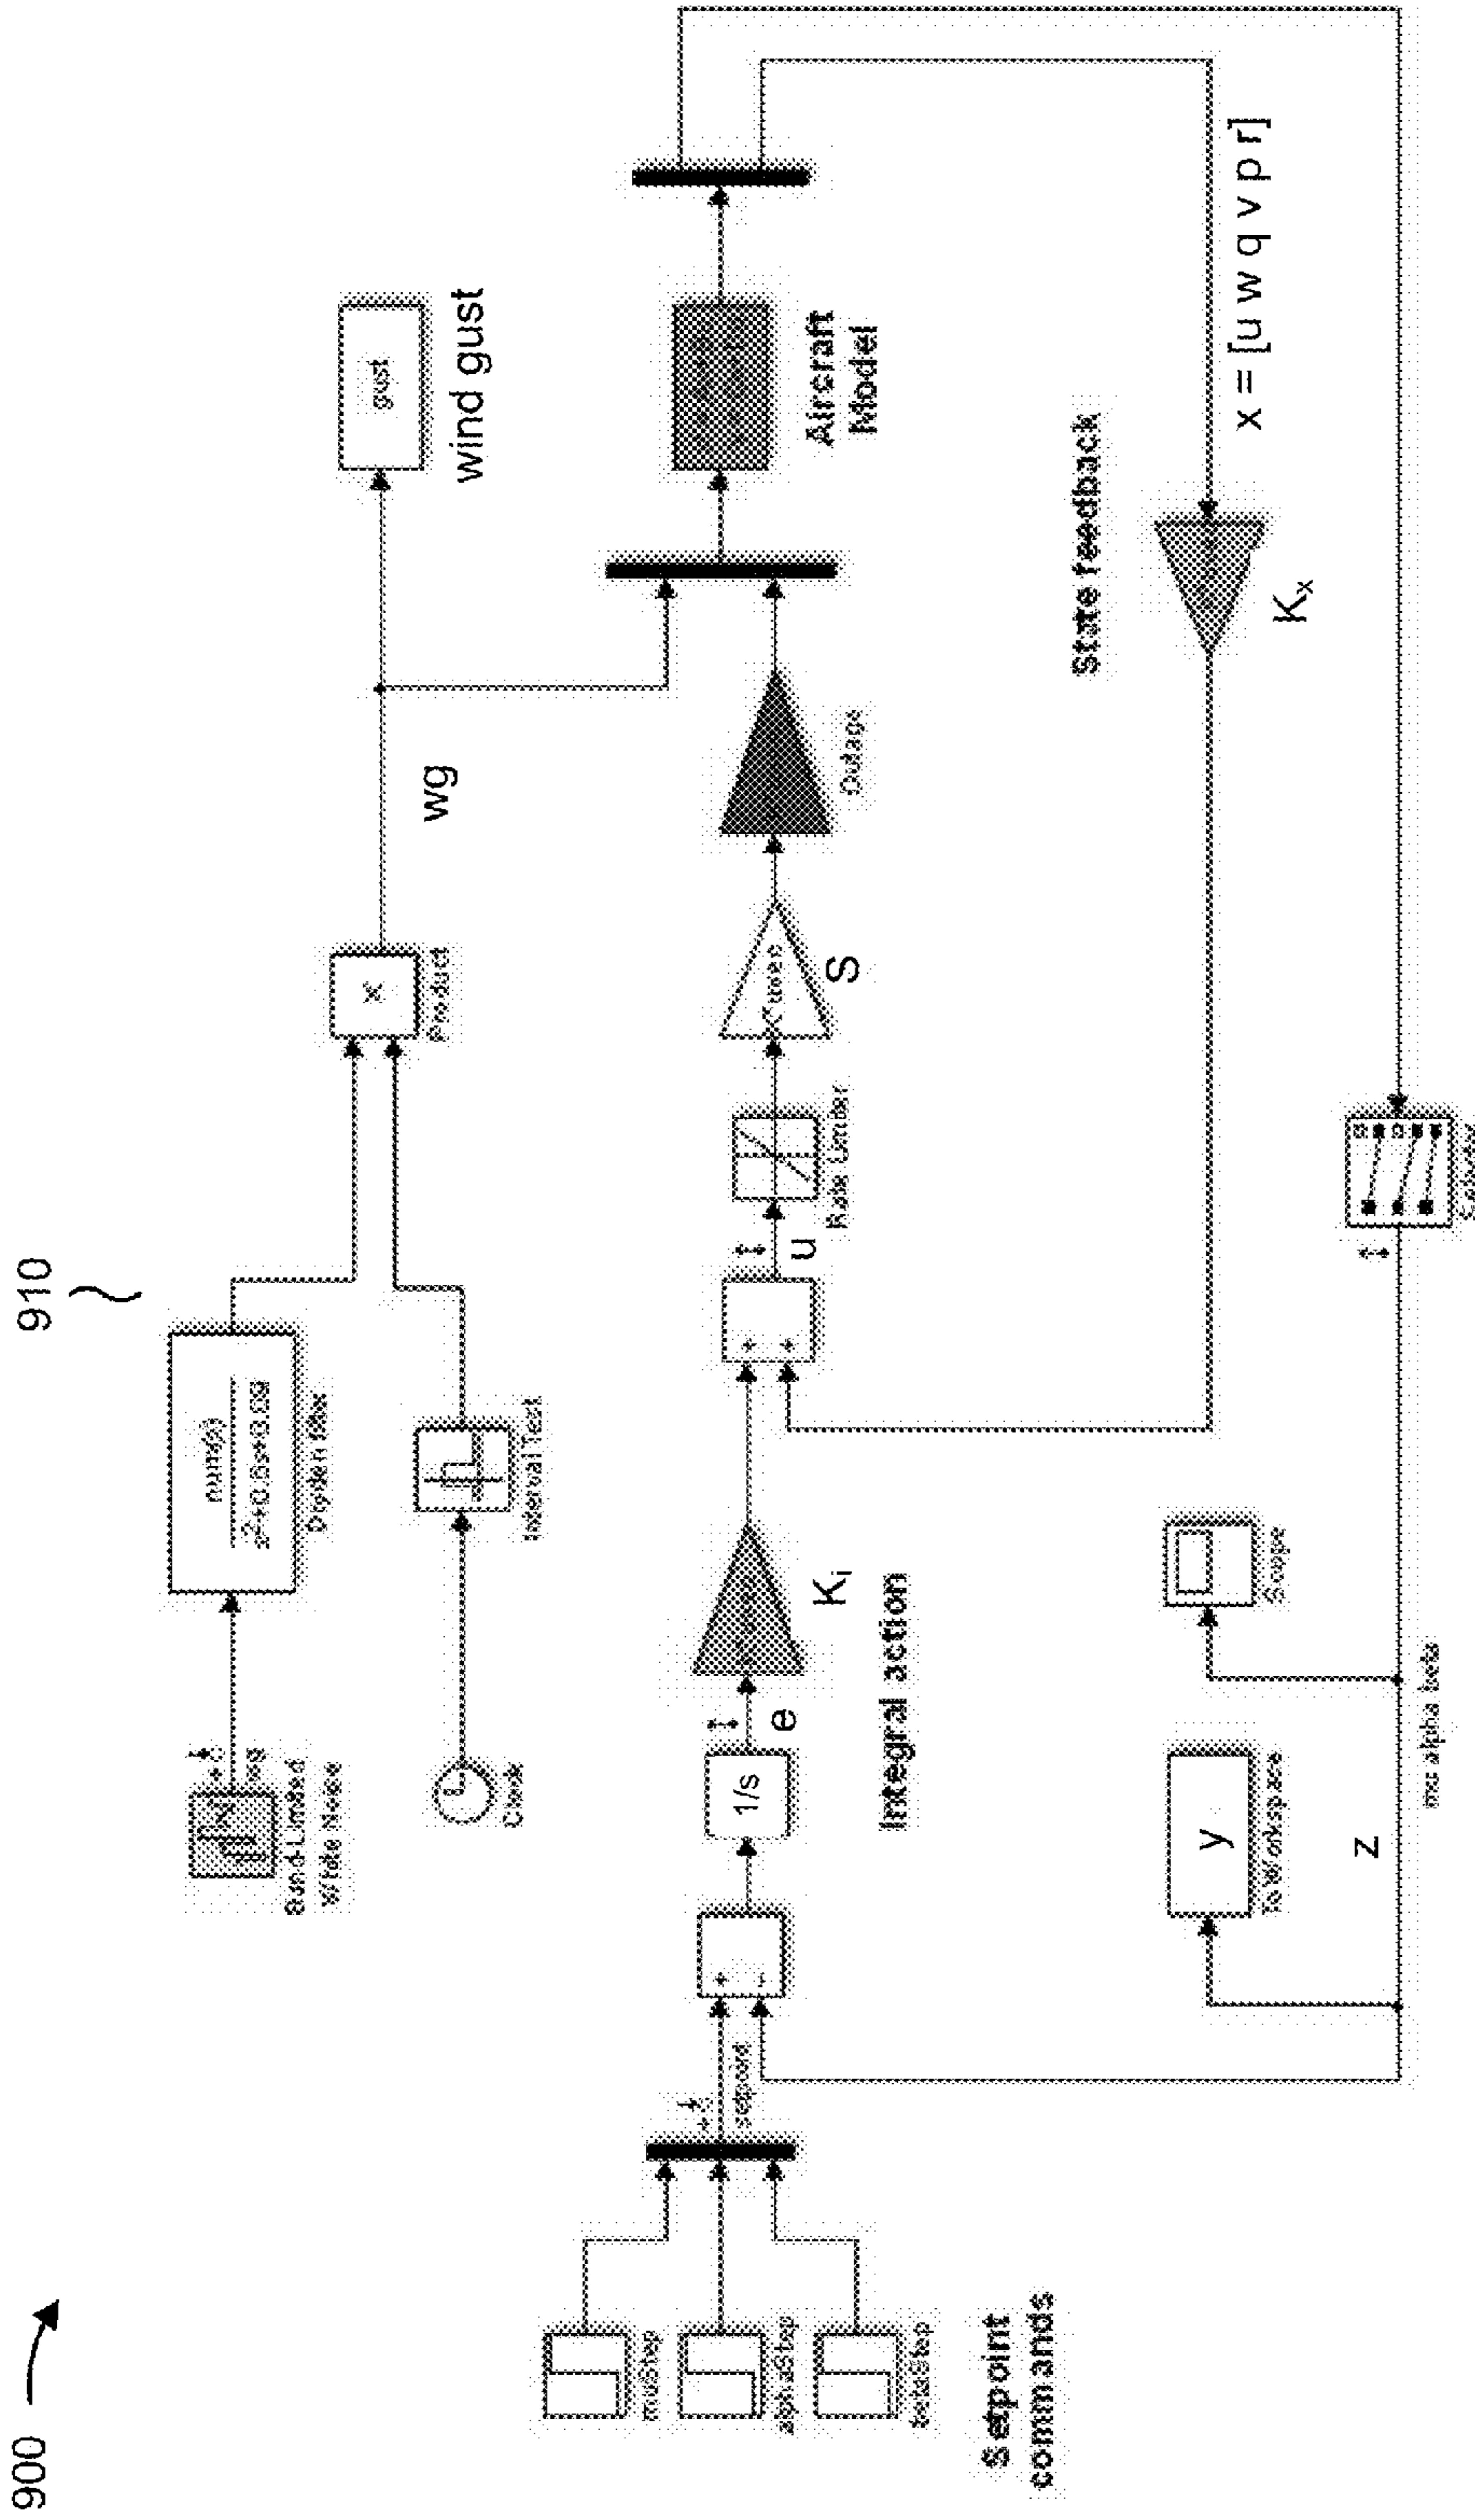 900
910
num(s)
Dryden filter
Band-Limited
White Noise
Clock
Interval Test
x
Product
wg
gust
wind gust
muStep
alphaStep
betaStep
Setpoint
commands
setpoint
+
-
1/s
e
Integral action
Ki
+
+
u
Rate Limiter
S
Outage
Aircraft
Model
State feedback
Kx
x = [u w q v p r]
y
To Workspace
Scope
z
mu alpha beta
Selector